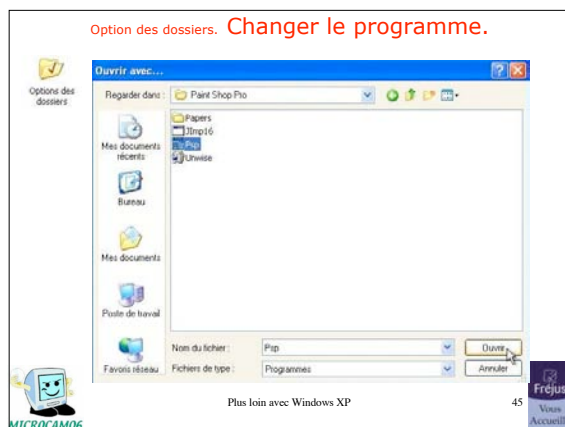 Option des dossiers. Changer le programme.
Options des
dossiers
Ouvrir avec...
Regarder dans :
Paint Shop Pro
Papers
JImp16
Psp
Unwise
Mes documents
récents
Bureau
Mes documents
Poste de travail
Favoris réseau
Nom du fichier :
Psp
Ouvrir
Fichiers de type :
Programmes
Annuler
MICROCAM06
Plus loin avec Windows XP
45
Fréjus
Vous
Accueille